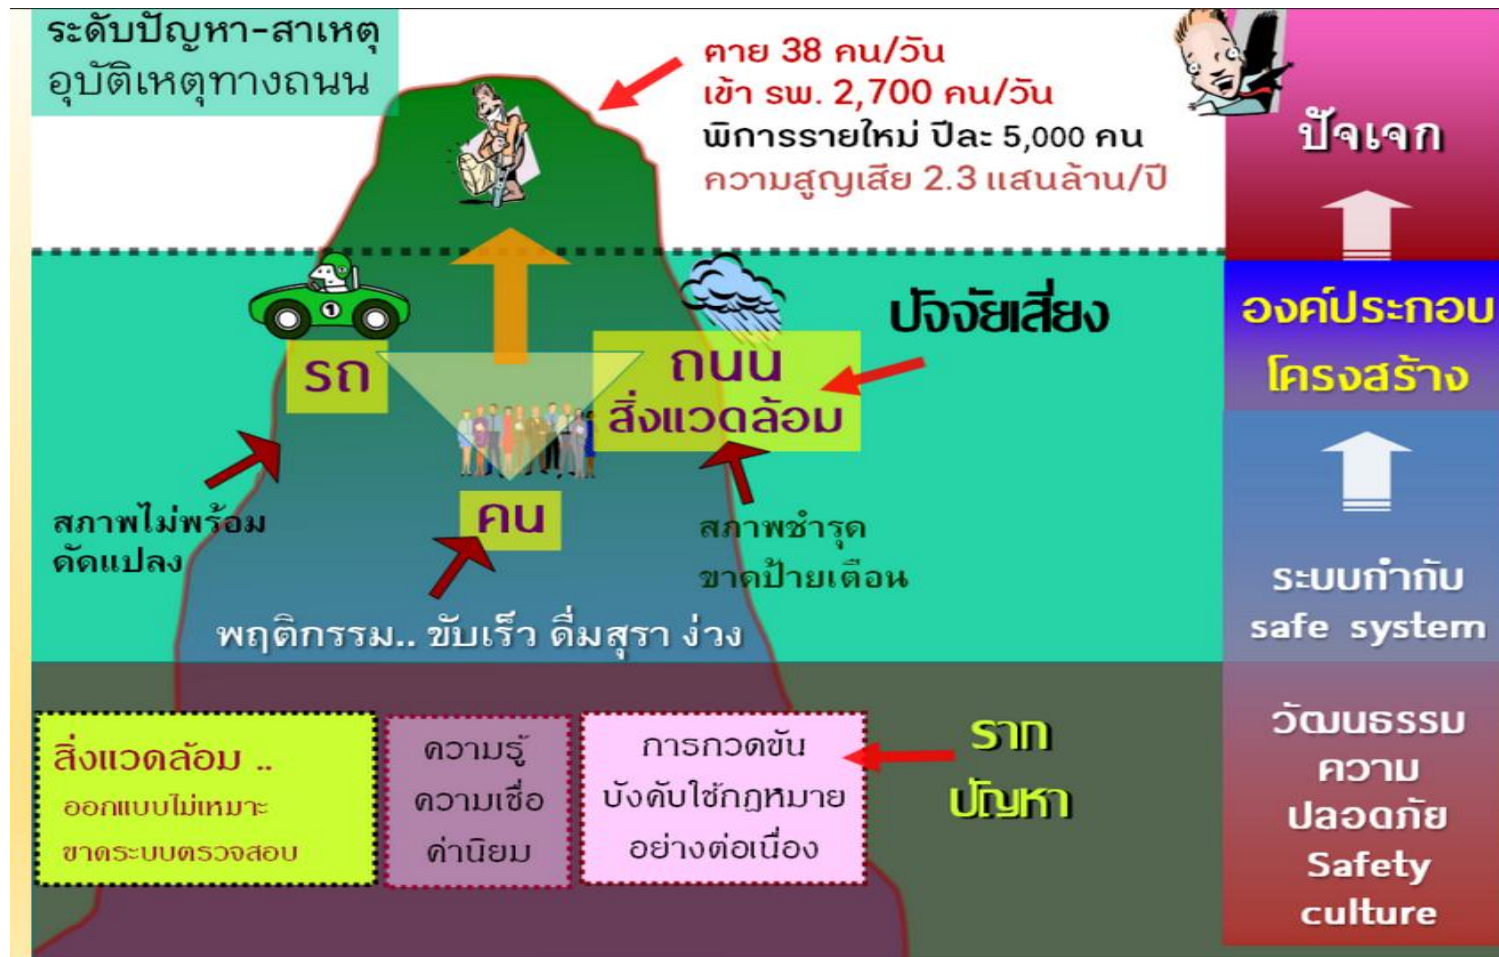 ระดับปัญหา-สาเหตุ
อุบัติเหตุทางถนน
ตาย 38 คน/วัน
เข้า รพ. 2,700 คน/วัน
พิการรายใหม่ ปีละ 5,000 คน
ความสูญเสีย 2.3 แสนล้าน/ปี
ปัจเจก
1
รถ
ถนน
สิ่งแวดล้อม
ปัจจัยเสี่ยง
องค์ประกอบ
โครงสร้าง
คน
สภาพไม่พร้อม
ดัดแปลง
สภาพชำรุด
ขาดป้ายเตือน
พฤติกรรม.. ขับเร็ว ดื่มสุรา ง่วง
ระบบกำกับ
safe system
สิ่งแวดล้อม ..
ออกแบบไม่เหมาะ
ขาดระบบตรวจสอบ
ความรู้
ความเชื่อ
ค่านิยม
การกวดขัน
บังคับใช้กฎหมาย
อย่างต่อเนื่อง
ราก
ปัญหา
วัฒนธรรม
ความ
ปลอดภัย
Safety
culture